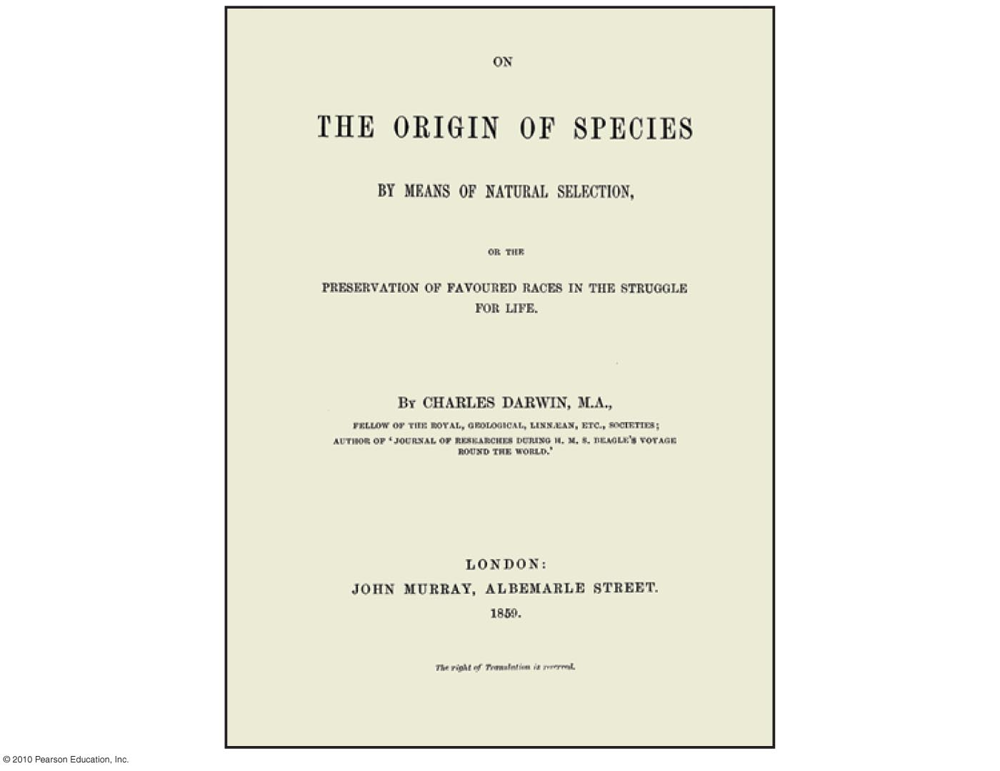 ON
THE ORIGIN OF SPECIES
BY MEANS OF NATURAL SELECTION,
OR THE
PRESERVATION OF FAVOURED RACES IN THE STRUGGLE
FOR LIFE.
BY CHARLES DARWIN, M.A.,
FELLOW OF THE ROYAL, GEOLOGICAL, LINNÆAN, ETC., SOCIETIES;
AUTHOR OF ‘JOURNAL OF RESEARCHES DURING H. M. S. BEAGLE’S VOYAGE
ROUND THE WORLD.’
LONDON:
JOHN MURRAY, ALBEMARLE STREET.
1859.
The right of Translation is reserved.
© 2010 Pearson Education, Inc.